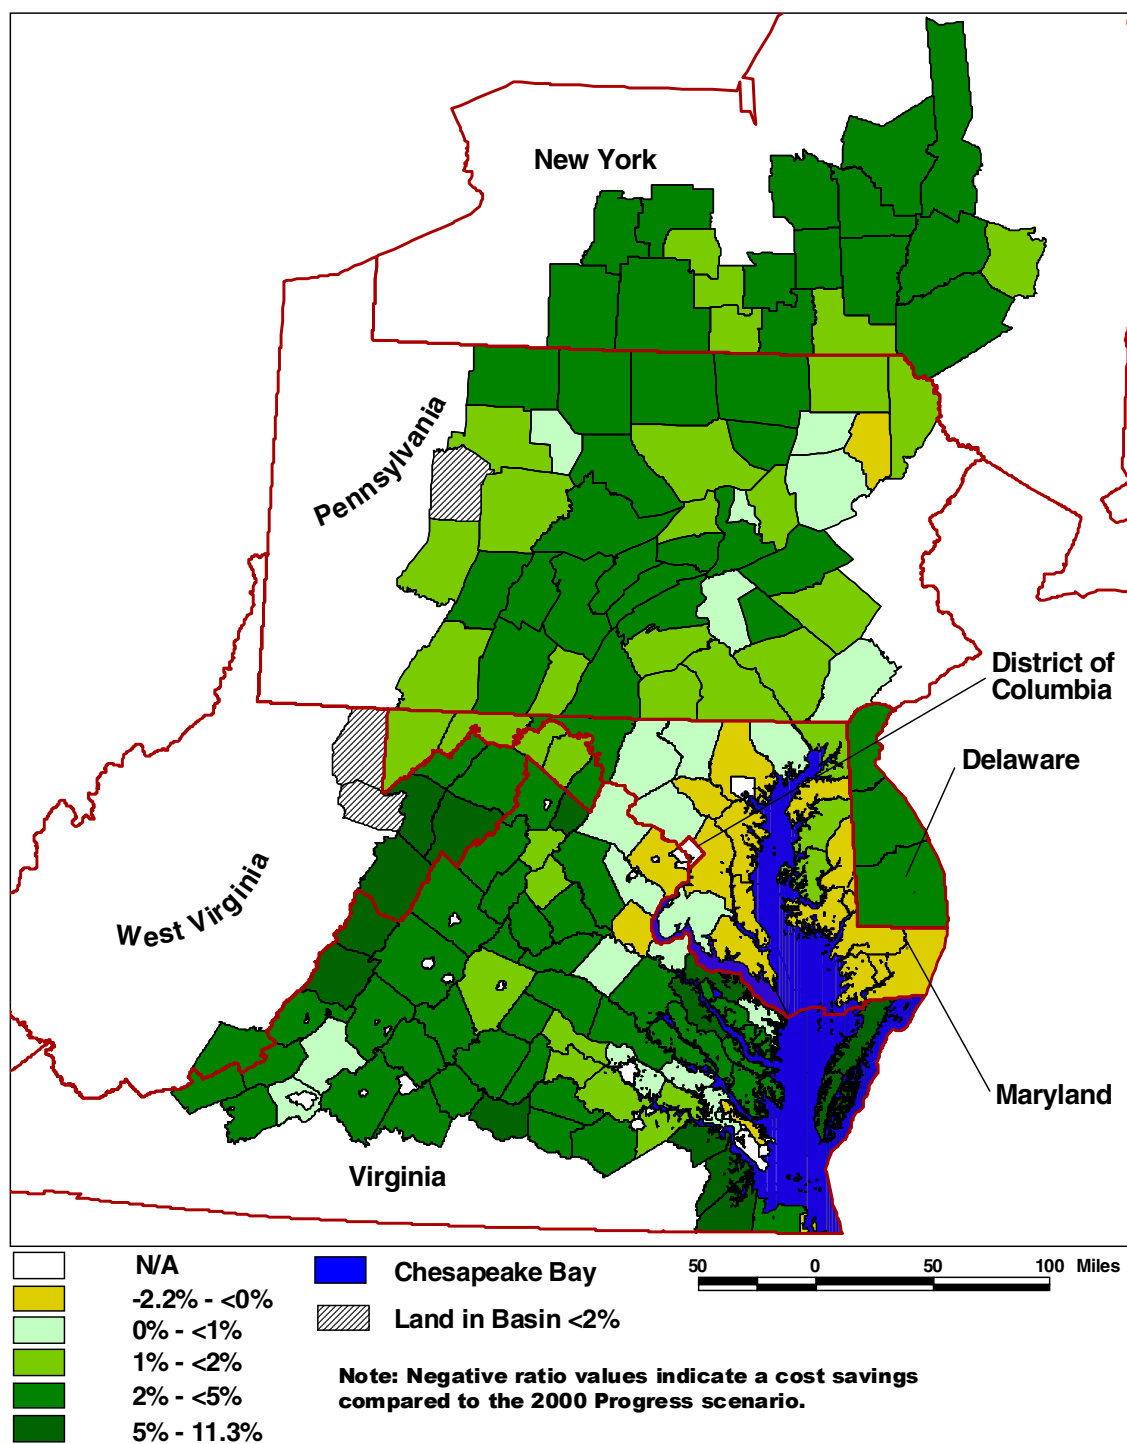 New York
Pennsylvania
District of
Columbia
Delaware
West Virginia
Maryland
Virginia
N/A
-2.2% - <0%
0% - <1%
1% - <2%
2% - <5%
5% - 11.3%
Chesapeake Bay
Land in Basin <2%
50 0 50 100 Miles
Note: Negative ratio values indicate a cost savings
compared to the 2000 Progress scenario.